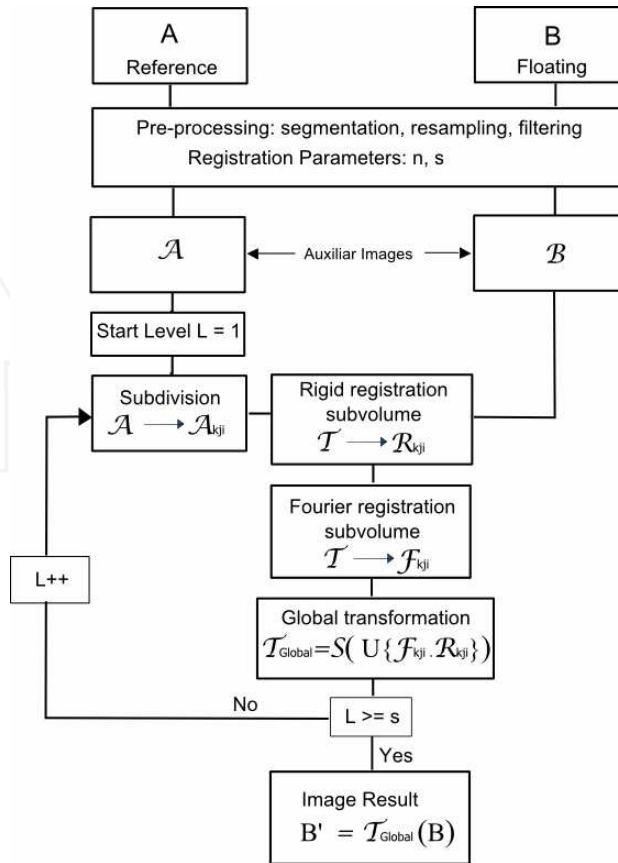 A
Reference
B
Floating
Pre-processing: segmentation, resampling, filtering
Registration Parameters: n, s
𝒜
Auxiliar Images
ℬ
Start Level L = 1
Subdivision
𝒜 → 𝒜kji
Rigid registration
subvolume
𝒯 → ℛkji
Fourier registration
subvolume
𝒯 → ℱkji
L++
Global transformation
𝒯Global=S( U{ℱkji.ℛkji})
No
L >= s
Yes
Image Result
B' = 𝒯Global(B)